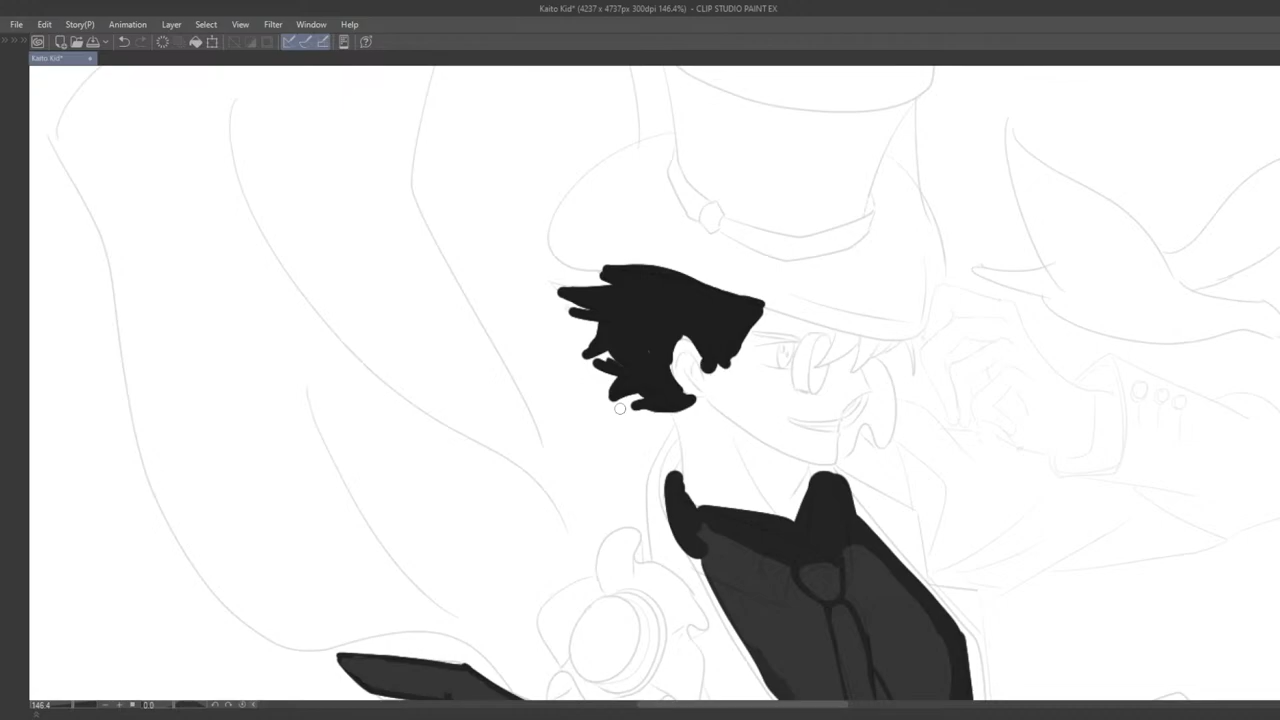 Kaito Kid* (4237 x 4737px 300dpi 146.4%) - CLIP STUDIO PAINT EX
File Edit Story(P) Animation Layer Select View Filter Window Help
Kaito Kid*
146.4 0.0